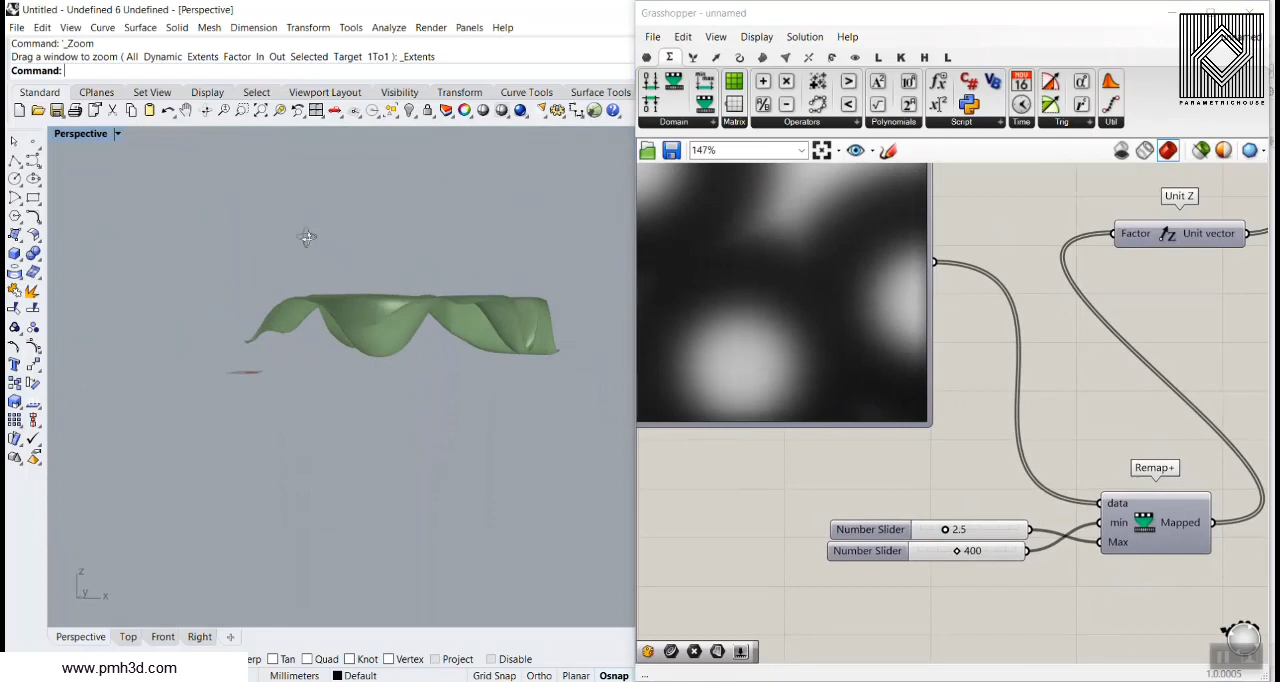 Untitled - Undefined 6 Undefined - [Perspective]
File Edit View Curve Surface Solid Mesh Dimension Transform Tools Analyze Render Panels Help
Command: '_Zoom
Drag a window to zoom ( All Dynamic Extents Factor In Out Selected Target 1To1 ): _Extents
Command:
Standard CPlanes Set View Display Select Viewport Layout Visibility Transform Curve Tools Surface Tools
Perspective
z
y x
Perspective Top Front Right
erp Tan Quad Knot Vertex Project Disable
www.pmh3d.com
Millimeters Default Grid Snap Ortho Planar Osnap
Grasshopper - unnamed
File Edit View Display Solution Help
L K H L
PARAMETRICHOUSE
Domain Matrix Operators Polynomials Script Time Trig Util
147%
Unit Z
Factor Unit vector
Remap+
data
min Mapped
Max
Number Slider 2.5
Number Slider 400
...
1.0.0005